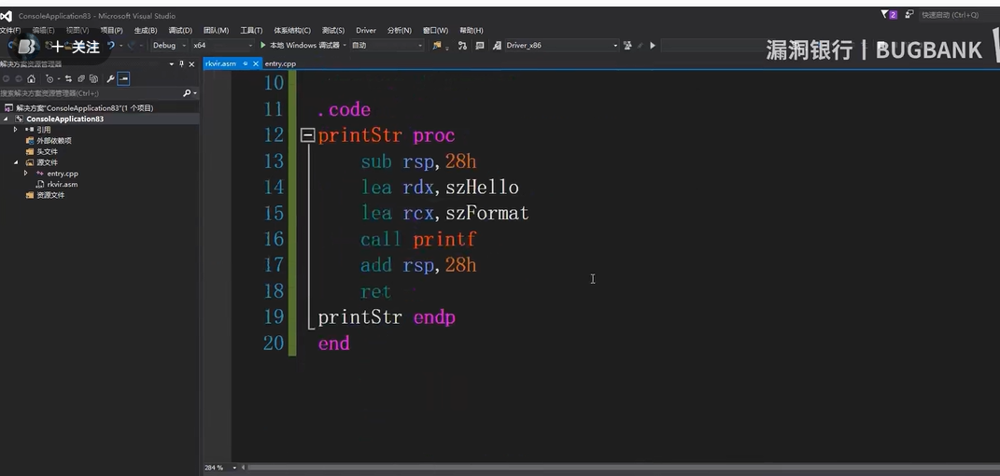 ConsoleApplication83 - Microsoft Visual Studio
2
快速启动 (Ctrl+Q)
文件(F) 编辑(E) 视图(V) 项目(P) 生成(B) 调试(D) 团队(M) 工具(T) 体系结构(C) 测试(S) Driver 分析(N) 窗口(W) 帮助(H)
B 十 关注
Debug x64 本地 Windows 调试器 自动 Driver_x86
漏洞银行 | BUGBANK
解决方案资源管理器
rkvir.asm entry.cpp
搜索解决方案资源管理器(Ctrl+;)
解决方案"ConsoleApplication83"(1 个项目)
ConsoleApplication83
引用
外部依赖项
头文件
源文件
entry.cpp
rkvir.asm
资源文件
10
11 .code
12 printStr proc
13 sub rsp,28h
14 lea rdx,szHello
15 lea rcx,szFormat
16 call printf
17 add rsp,28h
18 ret
19 printStr endp
20 end
284 %